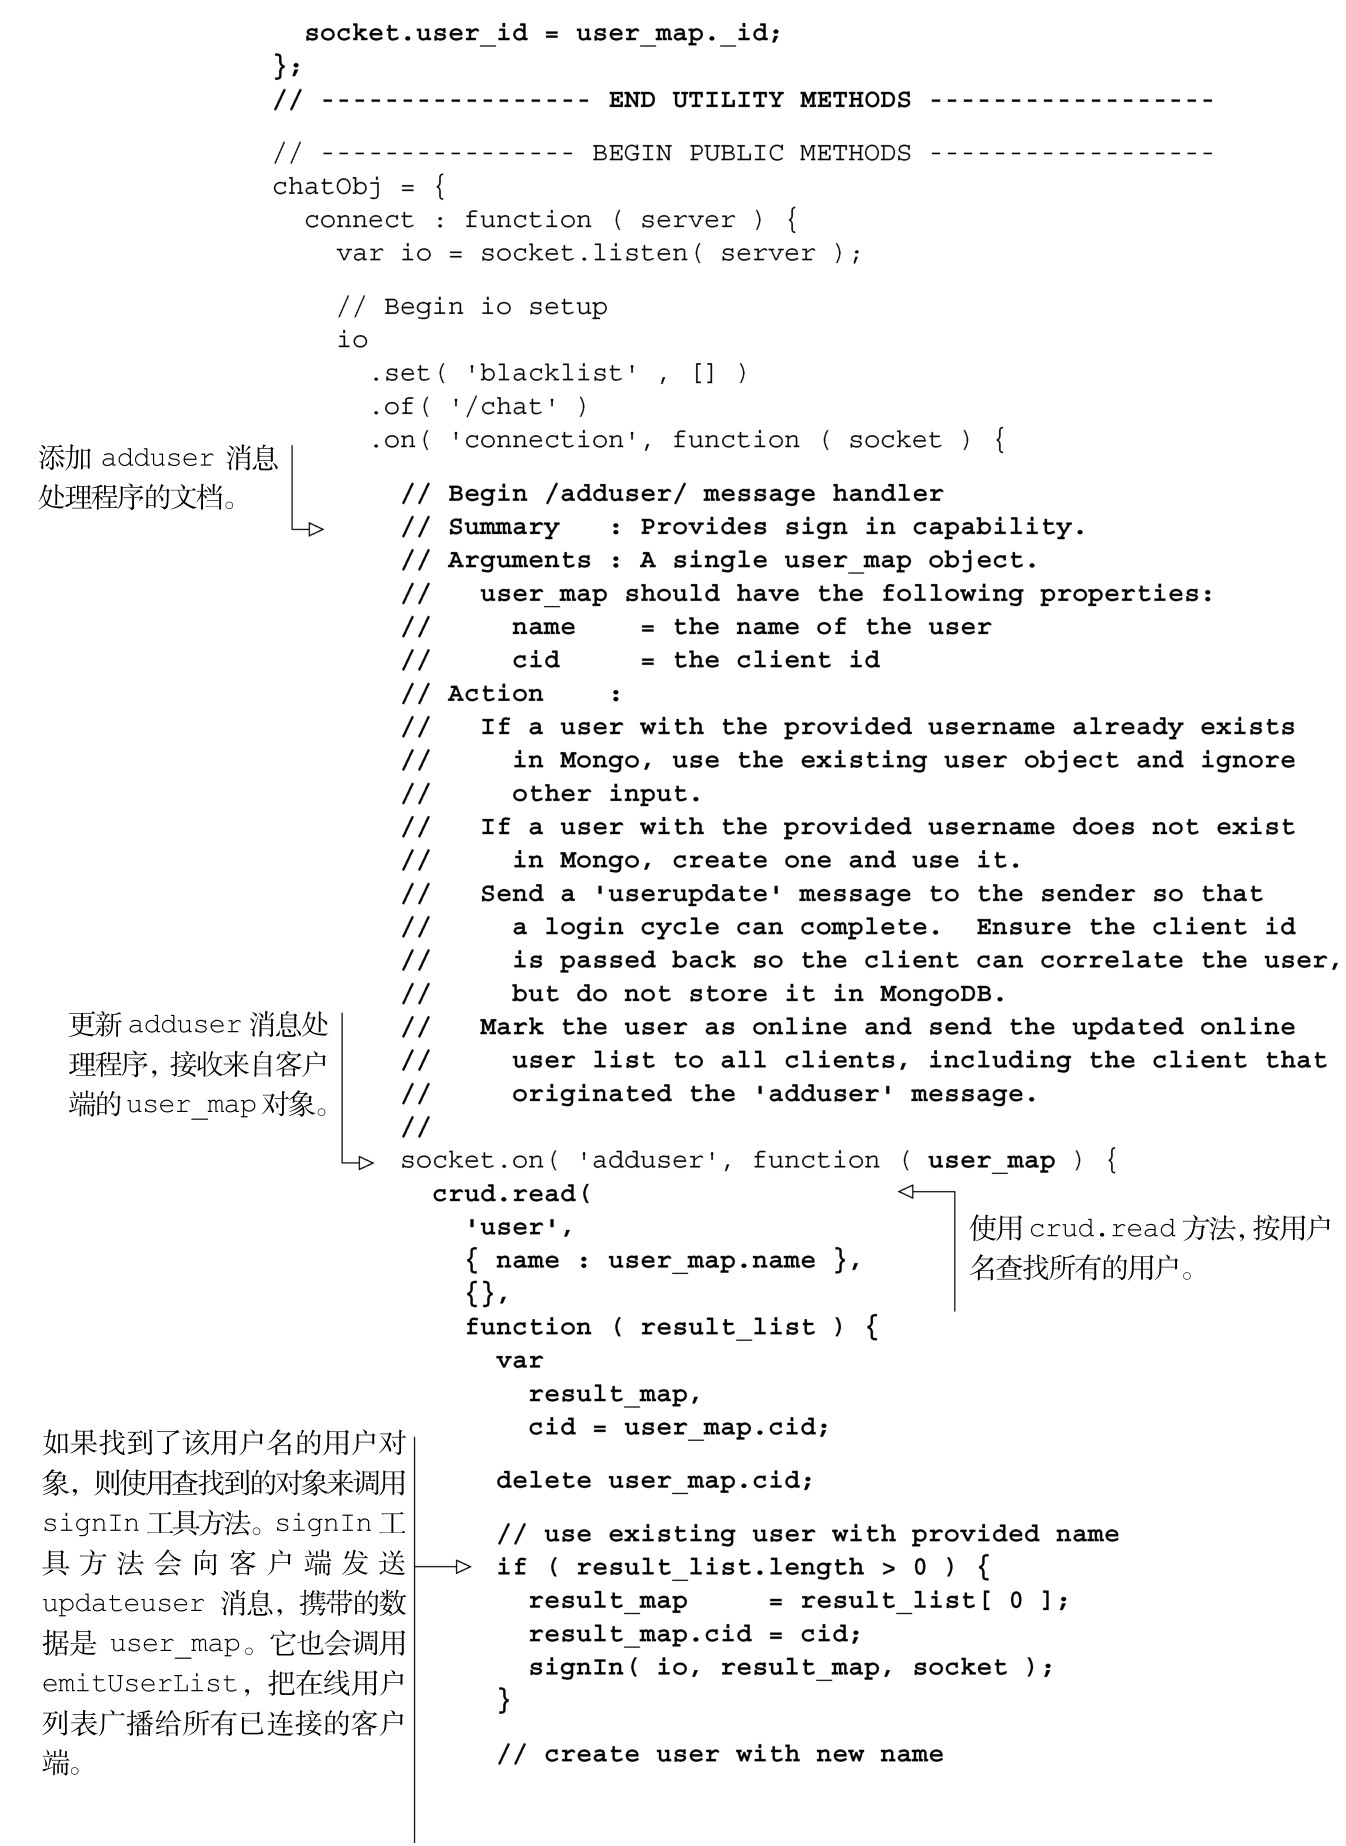 socket.user_id = user_map._id;
};
// ----------------- END UTILITY METHODS ------------------
// ---------------- BEGIN PUBLIC METHODS ------------------
chatObj = {
connect : function ( server ) {
var io = socket.listen( server );
// Begin io setup
io
.set( 'blacklist' , [] )
.of( '/chat' )
.on( 'connection', function ( socket ) {
添加 adduser 消息
处理程序的文档。
// Begin /adduser/ message handler
// Summary   : Provides sign in capability.
// Arguments : A single user_map object.
//   user_map should have the following properties:
//     name    = the name of the user
//     cid     = the client id
// Action    :
//   If a user with the provided username already exists
//     in Mongo, use the existing user object and ignore
//     other input.
//   If a user with the provided username does not exist
//     in Mongo, create one and use it.
//   Send a 'userupdate' message to the sender so that
//     a login cycle can complete.  Ensure the client id
//     is passed back so the client can correlate the user,
//     but do not store it in MongoDB.
//   Mark the user as online and send the updated online
//     user list to all clients, including the client that
//     originated the 'adduser' message.
//
更新 adduser 消息处
理程序，接收来自客户
端的 user_map 对象。
socket.on( 'adduser', function ( user_map ) {
crud.read(
'user',
{ name : user_map.name },
{},
使用 crud.read 方法，按用户
名查找所有的用户。
function ( result_list ) {
var
result_map,
cid = user_map.cid;
delete user_map.cid;
如果找到了该用户名的用户对
象，则使用查找到的对象来调用
signIn 工具方法。signIn 工
具方法会向客户端发送
updateuser 消息，携带的数
据是 user_map。它也会调用
emitUserList，把在线用户
列表广播给所有已连接的客户
端。
// use existing user with provided name
if ( result_list.length > 0 ) {
result_map     = result_list[ 0 ];
result_map.cid = cid;
signIn( io, result_map, socket );
}
// create user with new name